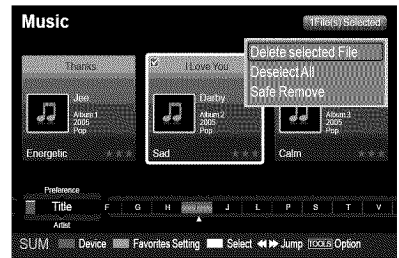 Music
1File(s) Selected
Delete selected File
Deselect All
Safe Remove
Thanks
I Love You
Jee
Album 1
2005
Pop
Darby
Album 2
2005
Pop
Album 3
2005
Pop
Energetic
Sad
Calm
Preference
Title
F G H J L P S T V
Artist
SUM Device Favorites Setting Select Jump TOOLS Option